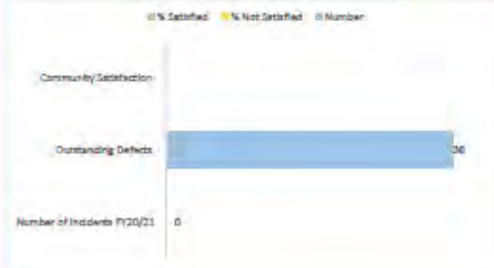 % Satisfied % Not Satisfied Number
Community Satisfaction
Outstanding Defects
Number of Incidents FY20/21 0